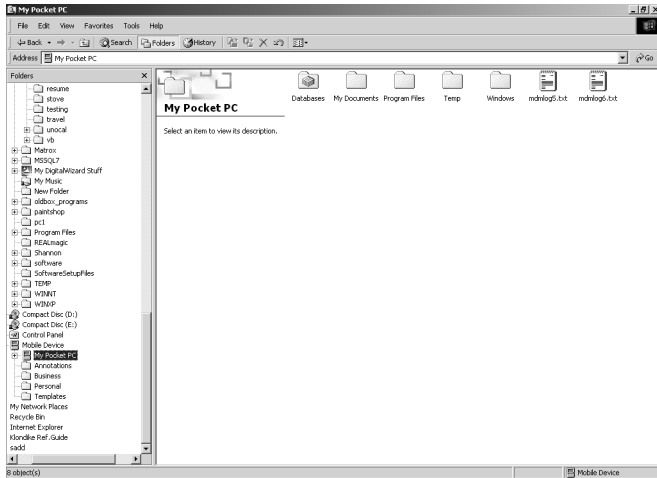 My Pocket PC
File Edit View Favorites Tools Help
Back Search Folders History
Address My Pocket PC Go
Folders
resume
stove
testing
travel
unocal
vb
Matrox
MSSQL7
My DigitalWizard Stuff
My Music
New Folder
oldbox_programs
paintshop
pc1
Program Files
REALmagic
Shannon
software
SoftwareSetupFiles
TEMP
WINNT
WINXP
Compact Disc (D:)
Compact Disc (E:)
Control Panel
Mobile Device
My Pocket PC
Annotations
Business
Personal
Templates
My Network Places
Recycle Bin
Internet Explorer
Klondike Ref.Guide
sadd
My Pocket PC
Select an item to view its description.
Databases My Documents Program Files Temp Windows mdmlog5.txt mdmlog6.txt
8 object(s) Mobile Device